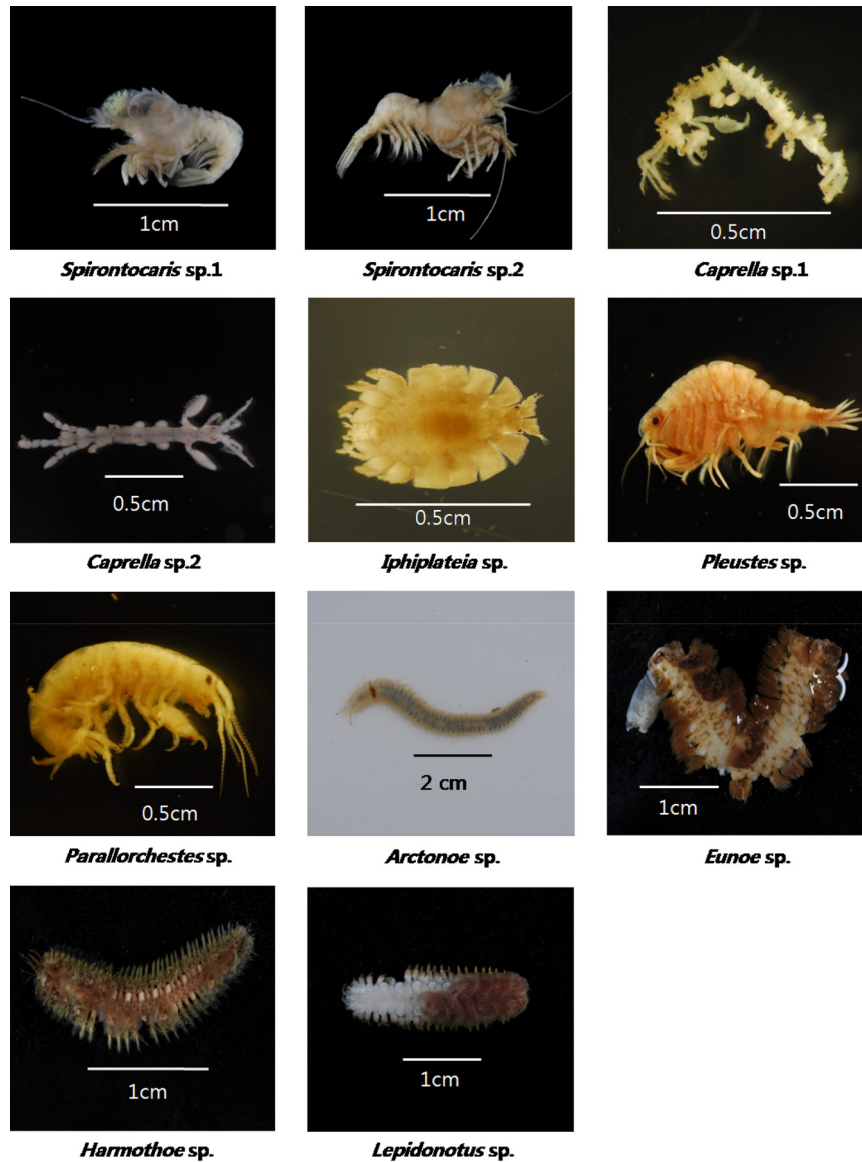 1cm
1cm
0.5cm
Spirontocaris sp.1
Spirontocaris sp.2
Caprella sp.1
0.5cm
0.5cm
0.5cm
Caprella sp.2
Iphiplateia sp.
Pleustes sp.
0.5cm
2 cm
1cm
Parallorchestes sp.
Arctonoe sp.
Eunoe sp.
1cm
1cm
Harmothoe sp.
Lepidonotus sp.